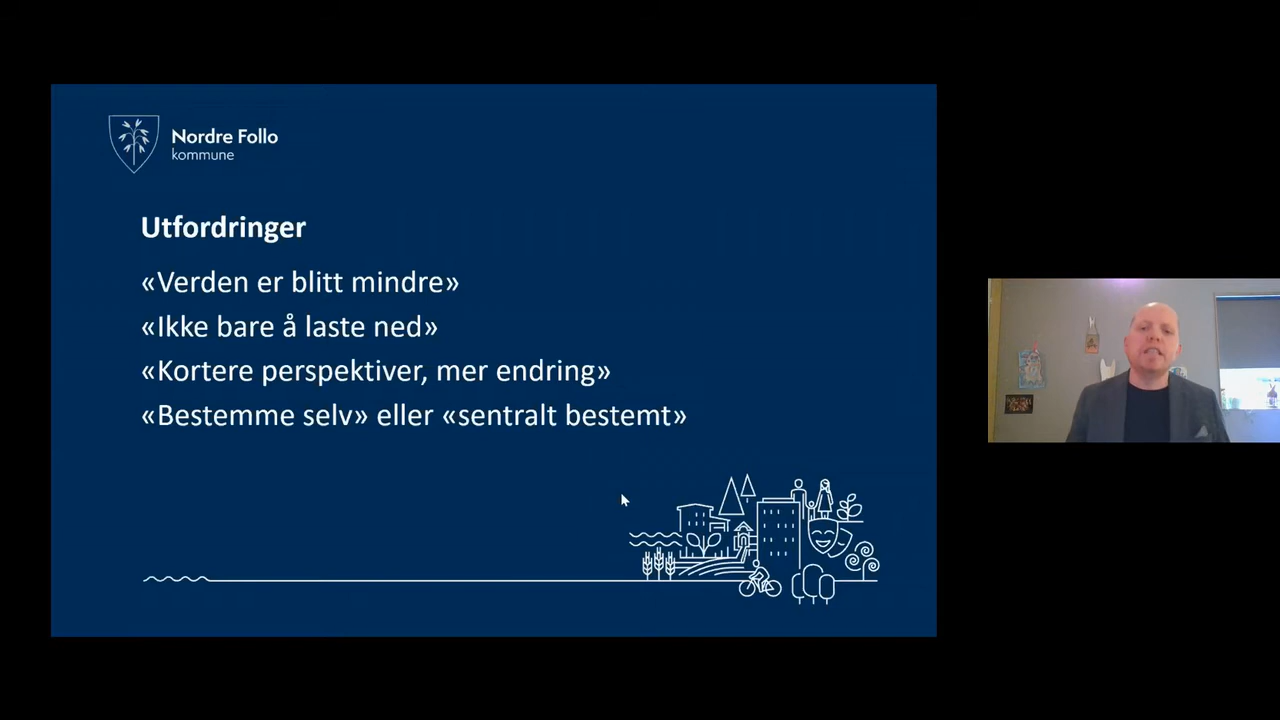 Nordre Follo
kommune
Utfordringer
«Verden er blitt mindre»
«Ikke bare å laste ned»
«Kortere perspektiver, mer endring»
«Bestemme selv» eller «sentralt bestemt»